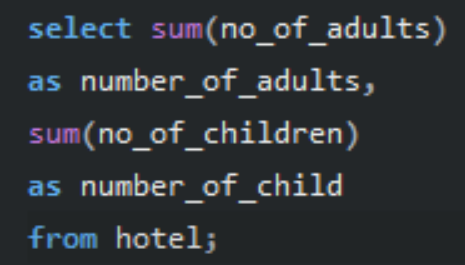 select sum(no_of_adults)
as number_of_adults,
sum(no_of_children)
as number_of_child
from hotel;